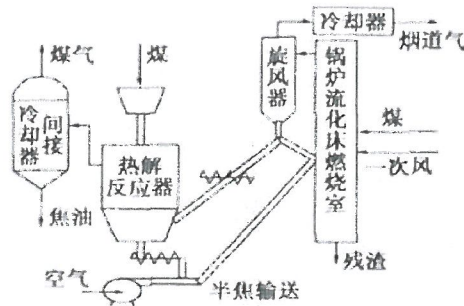 冷却器
烟道气
煤气
煤
旋风器
锅炉流化床燃烧室
间接
冷却器
热解
反应器
煤
二次风
焦油
残渣
空气
半焦输送